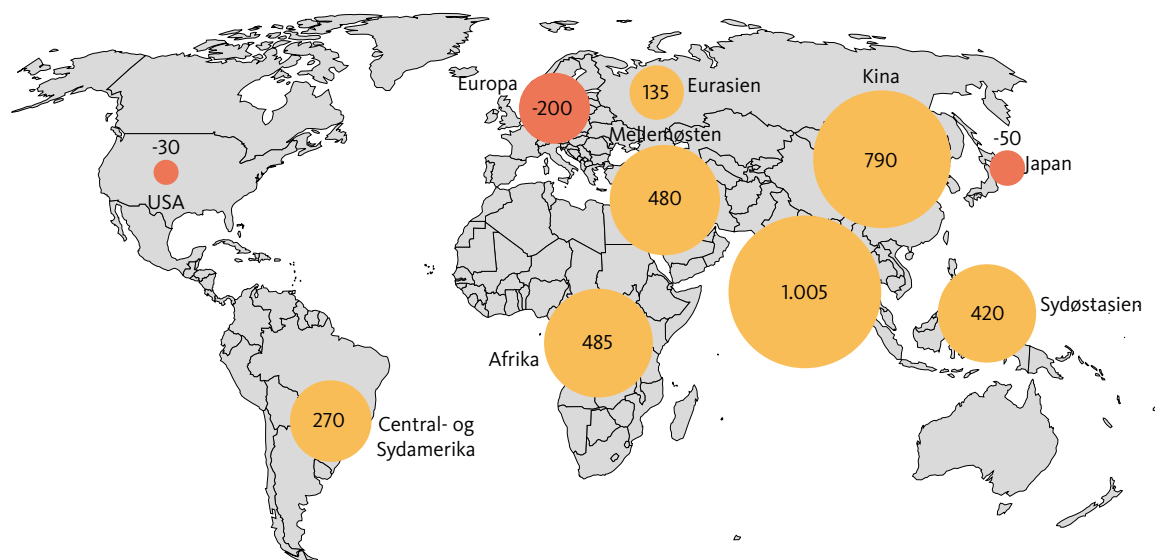 Europa
-200
135
Eurasien
Kina
790
Mellemøsten
480
-30
USA
-50
Japan
1.005
420
Sydøstasien
Afrika
485
270
Central- og
Sydamerika